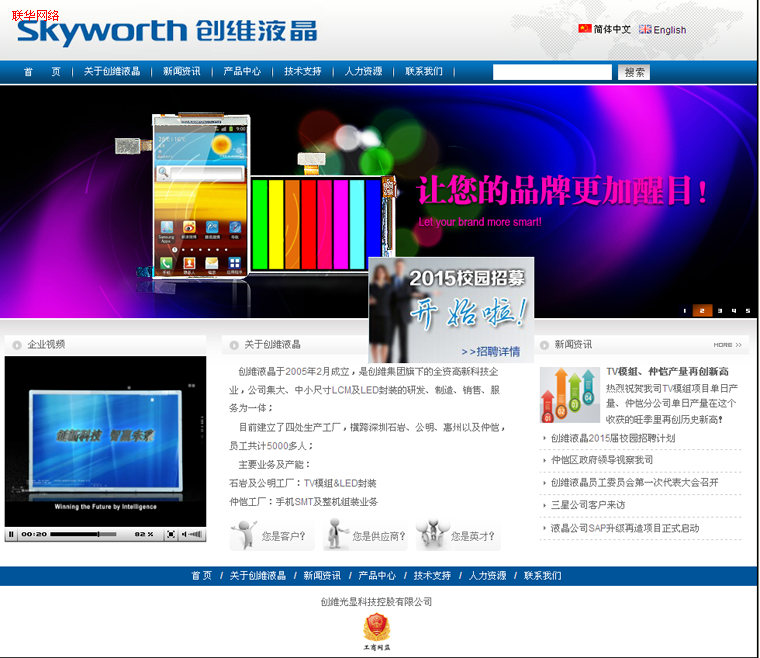 联华网络
Skyworth 创维液晶
简体中文 English
首 页 | 关于创维液晶 | 新闻资讯 | 产品中心 | 技术支持 | 人力资源 | 联系我们 |
搜索
让您的品牌更加醒目！
Let your brand more smart!
2015校园招募
开始啦！
>>招聘详情
1 2 3 4 5
企业视频
创新科技 智赢未来
Winning the Future by Intelligence
00:20 82 %
关于创维液晶
创维液晶于2005年2月成立，是创维集团旗下的全资高新科技企
业，公司集大、中小尺寸LCM及LED封装的研发、制造、销售、服
务为一体；
目前建立了四处生产工厂，横跨深圳石岩、公明、惠州以及仲恺，
员工共计5000多人；
主要业务及产能：
石岩及公明工厂：TV模组&LED封装
仲恺工厂：手机SMT及整机组装业务
您是客户？ 您是供应商？ 您是英才？
新闻资讯 MORE >>
TV模组、仲恺产量再创新高
热烈祝贺我司TV模组项目单日产
量、仲恺分公司单日产量在这个
收获的旺季里再创历史新高！
创维液晶2015届校园招聘计划
仲恺区政府领导视察我司
创维液晶员工委员会第一次代表大会召开
三星公司客户来访
液晶公司SAP升级再造项目正式启动
首 页 / 关于创维液晶 / 新闻资讯 / 产品中心 / 技术支持 / 人力资源 / 联系我们
创维光显科技控股有限公司
工商网监